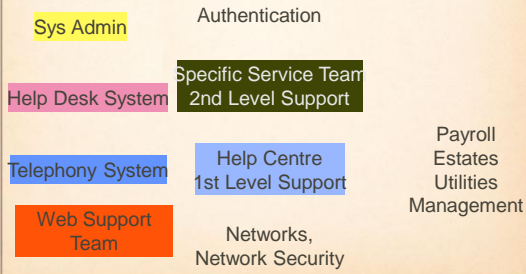 Sys Admin
Authentication
Help Desk System
Specific Service Team
2nd Level Support
Telephony System
Help Centre
1st Level Support
Web Support
Team
Networks,
Network Security
Payroll
Estates
Utilities
Management